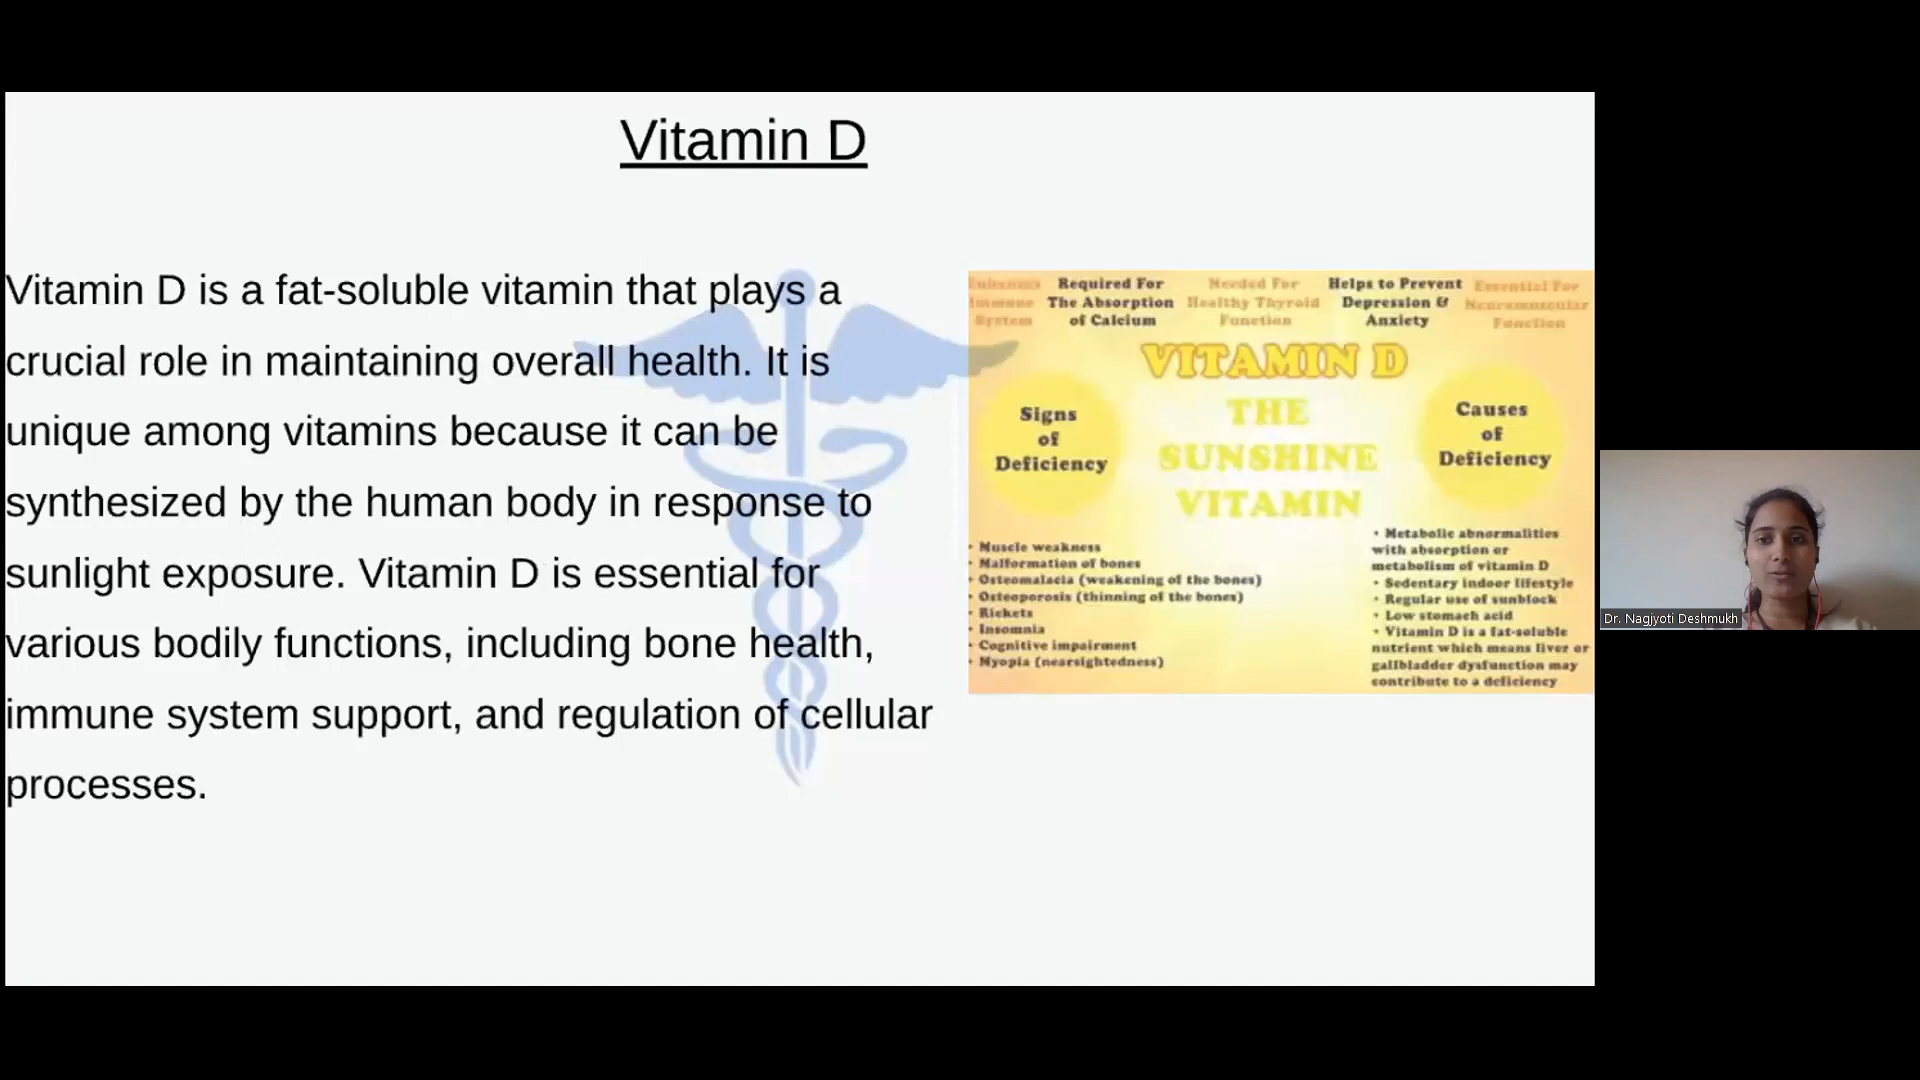 Vitamin D
Vitamin D is a fat-soluble vitamin that plays a
crucial role in maintaining overall health. It is
unique among vitamins because it can be
synthesized by the human body in response to
sunlight exposure. Vitamin D is essential for
various bodily functions, including bone health,
immune system support, and regulation of cellular
processes.
Enhances
Immune
System
Required For
The Absorption
of Calcium
Needed For
Healthy Thyroid
Function
Helps to Prevent
Depression &
Anxiety
Essential For
Neuromuscular
Function
VITAMIN D
THE
SUNSHINE
VITAMIN
Signs
of
Deficiency
• Muscle weakness
• Malformation of bones
• Osteomalacia (weakening of the bones)
• Osteoporosis (thinning of the bones)
• Rickets
• Insomnia
• Cognitive impairment
• Myopia (nearsightedness)
Causes
of
Deficiency
• Metabolic abnormalities
with absorption or
metabolism of vitamin D
• Sedentary indoor lifestyle
• Regular use of sunblock
• Low stomach acid
• Vitamin D is a fat-soluble
nutrient which means liver or
gallbladder dysfunction may
contribute to a deficiency
Dr. Nagjyoti Deshmukh